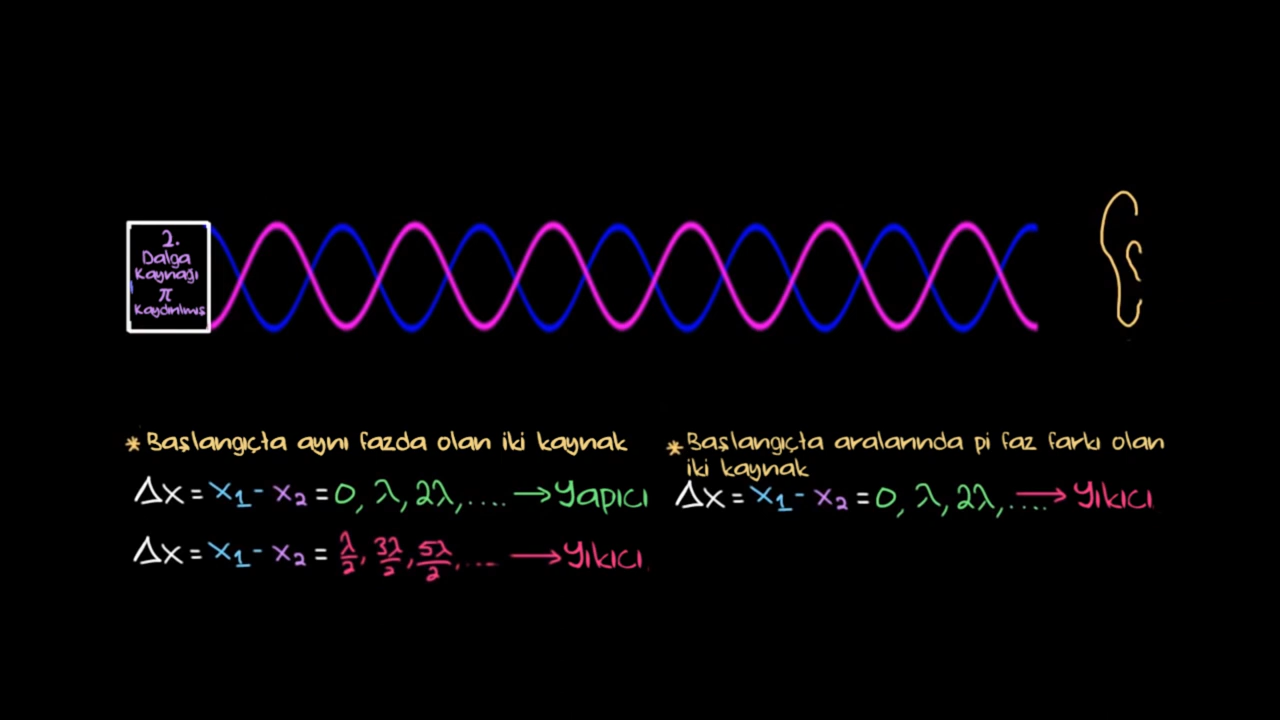 2.
Dalga
Kaynağı
π
Kaydırılmış
* Başlangıçta aynı fazda olan iki kaynak
Δx = x₁ - x₂ = 0, λ, 2λ, .... → Yapıcı
Δx = x₁ - x₂ = λ/2, 3λ/2, 5λ/2, .... → Yıkıcı
* Başlangıçta aralarında pi faz farkı olan
iki kaynak
Δx = x₁ - x₂ = 0, λ, 2λ, .... → Yıkıcı